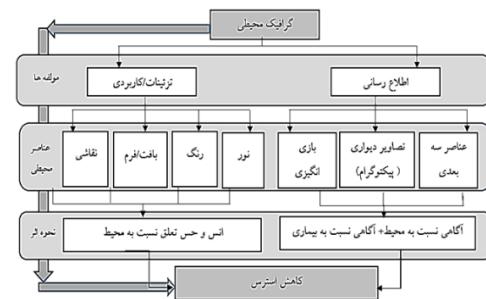 گرافیک محیطی
مولفه ها
اطلاع رسانی
تزئینات/کاربردی
عناصر محیطی
عناصر سه بعدی
تصاویر دیواری
(پیکتوگرام)
بازی انگیزی
نور
رنگ
بافت/فرم
نقاشی
نحوه اثر
آگاهی نسبت به محیط+ آگاهی نسبت به بیماری
انس و حس تعلق نسبت به محیط
کاهش استرس